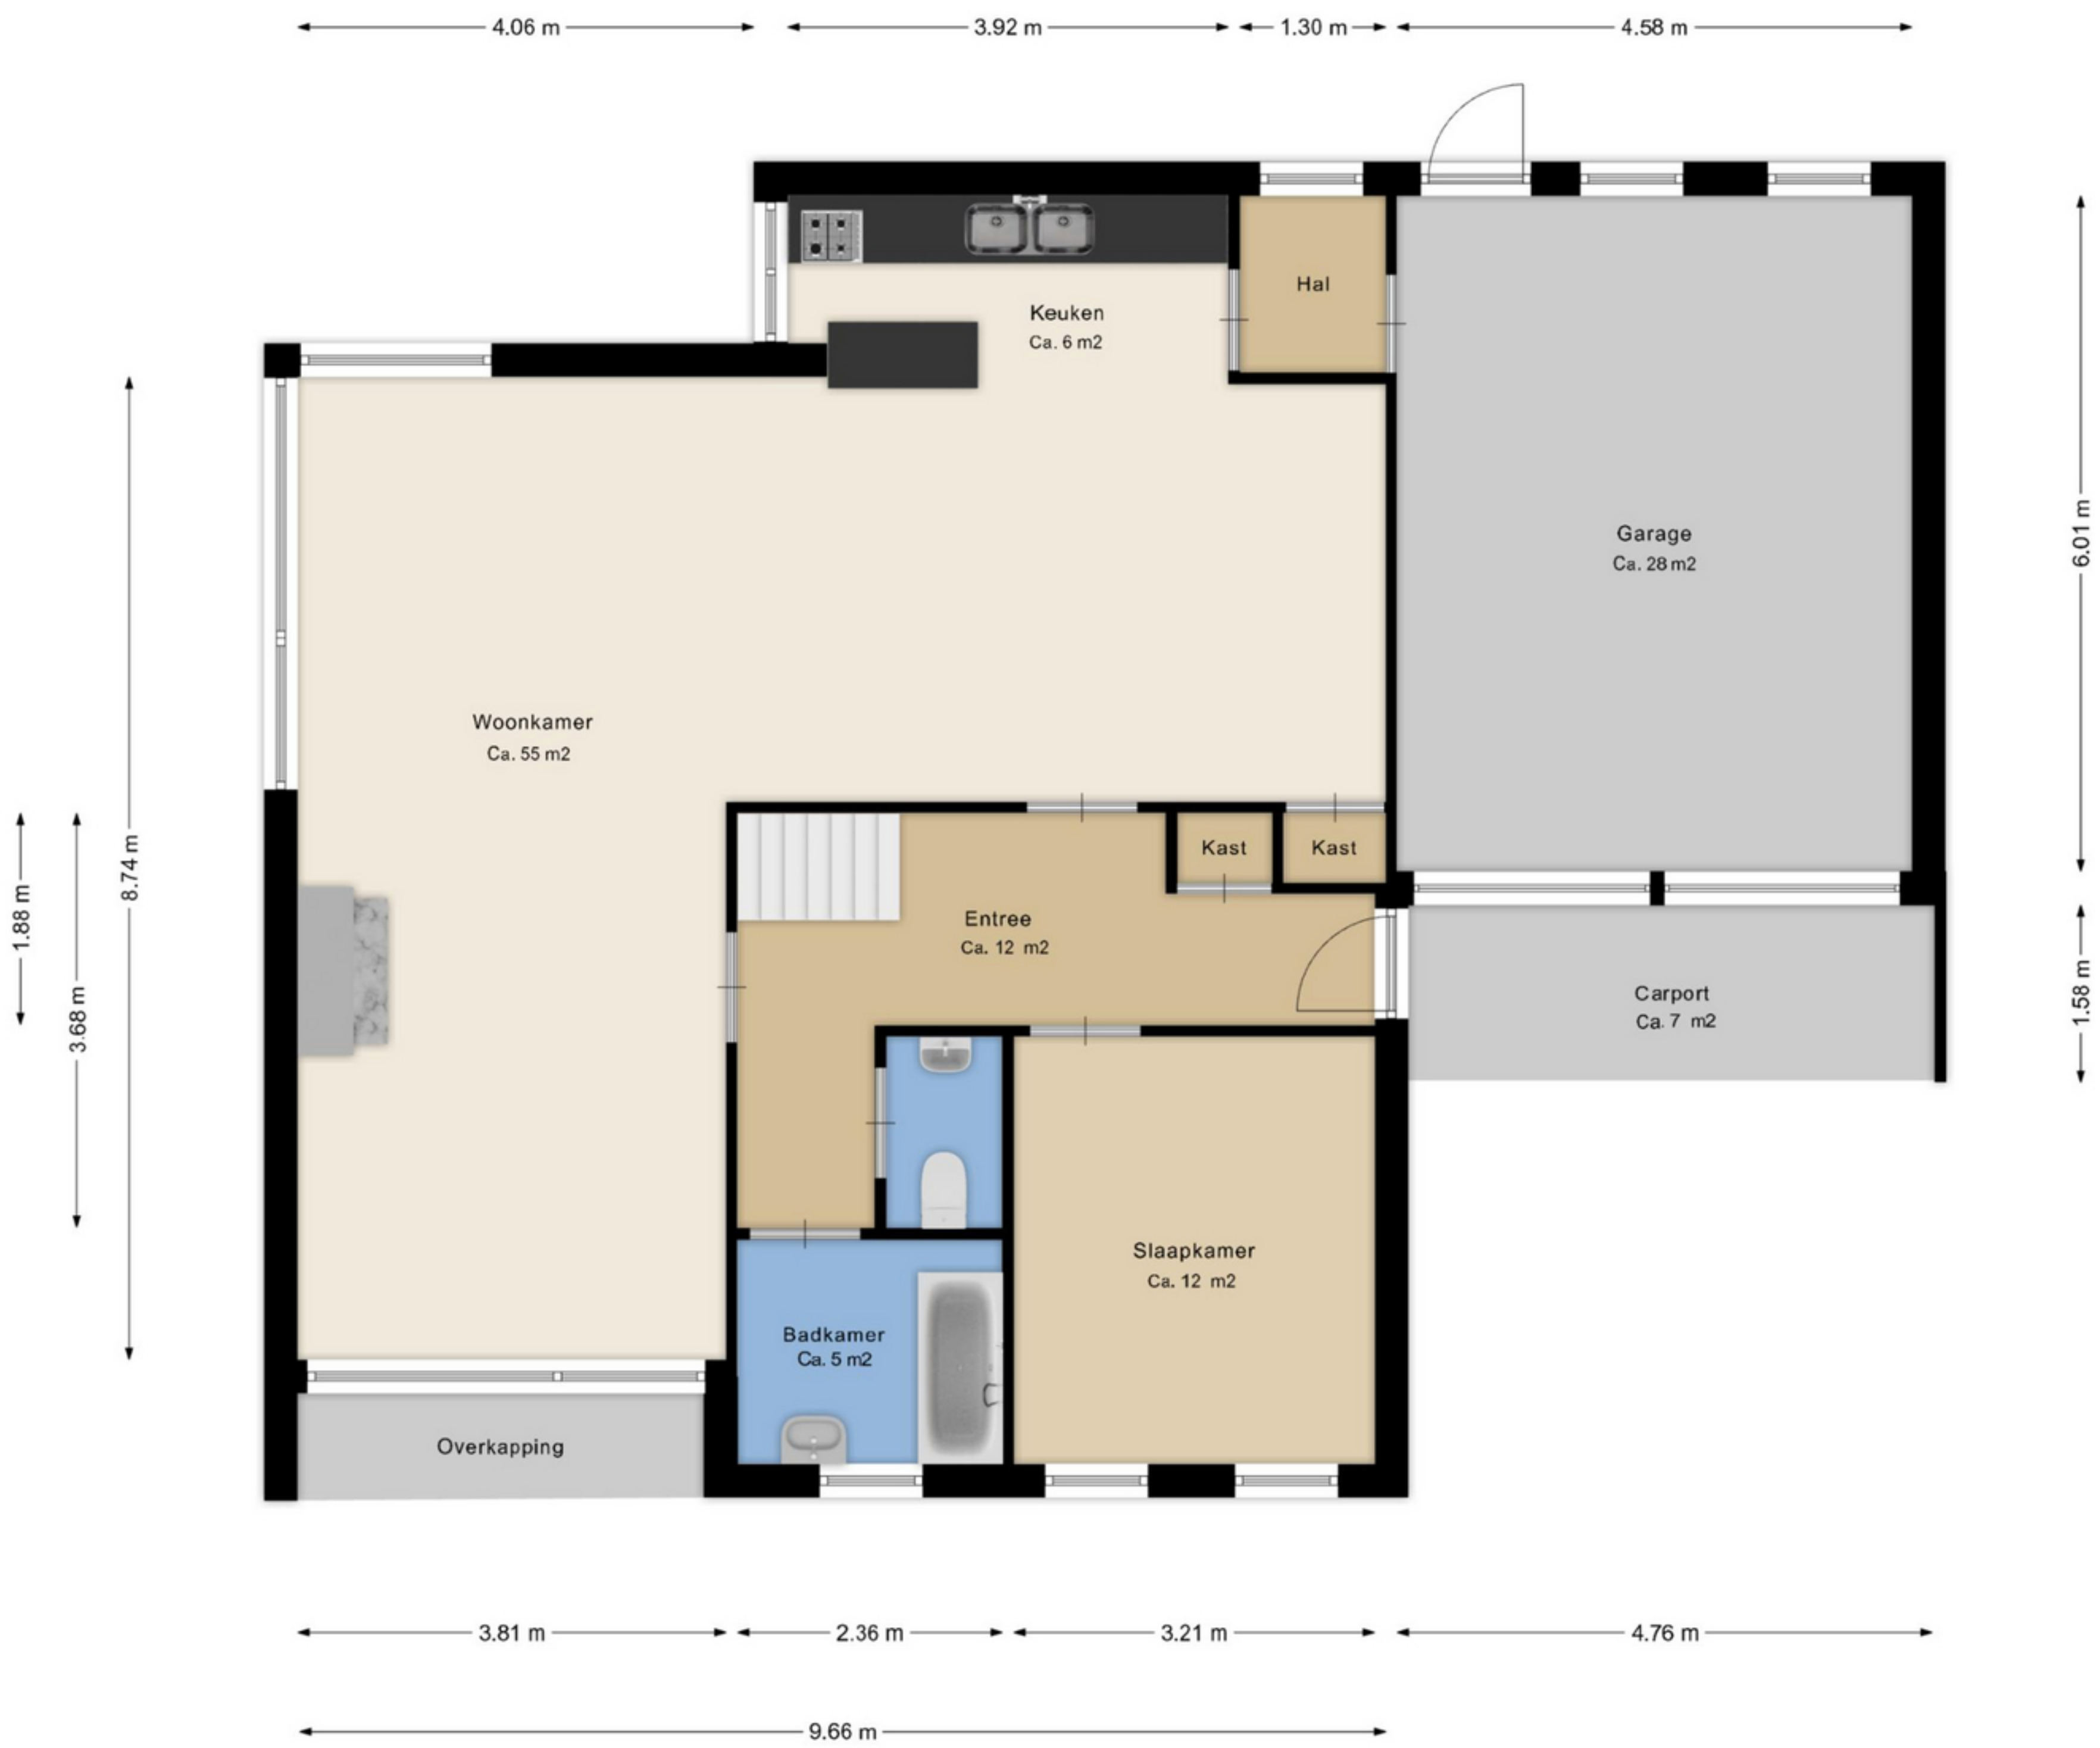 4.06 m
3.92 m
1.30 m
4.58 m
Hal
Keuken
Ca. 6 m2
6.01 m
Garage
Ca. 28 m2
Woonkamer
Ca. 55 m2
Kast
Kast
8.74 m
1.88 m
Entree
Ca. 12 m2
3.68 m
1.58 m
Carport
Ca. 7 m2
Slaapkamer
Ca. 12 m2
Badkamer
Ca. 5 m2
Overkapping
3.81 m
2.36 m
3.21 m
4.76 m
9.66 m